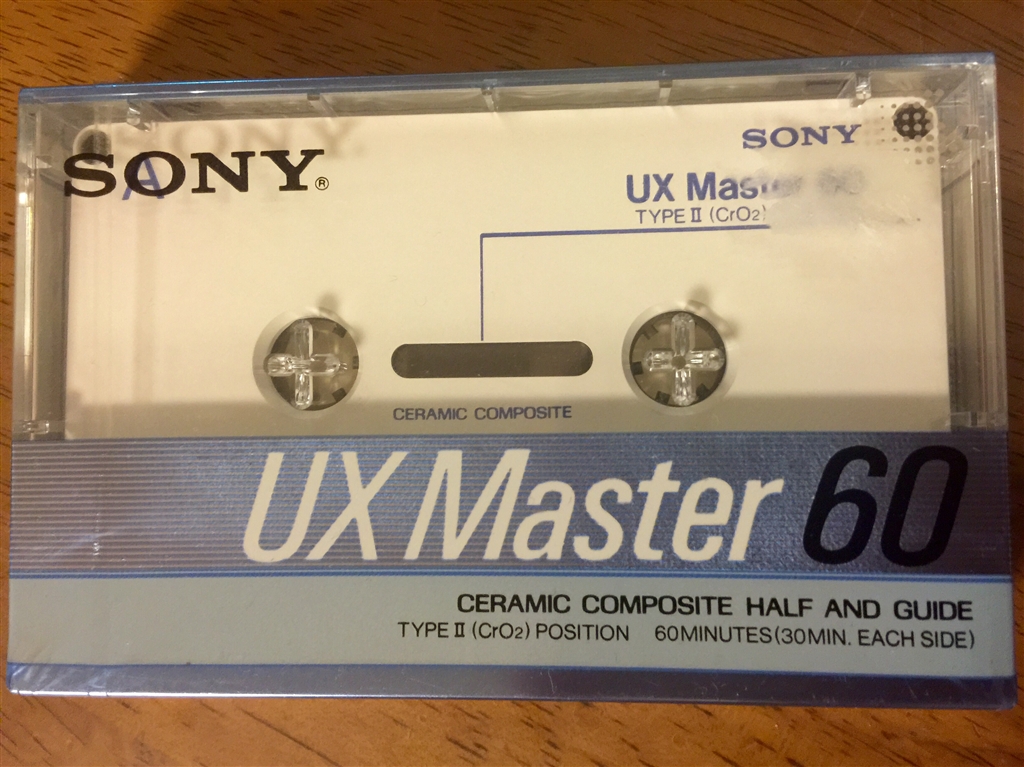 SONY
A
SONY®
UX Master 60
TYPE II (CrO2)
CERAMIC COMPOSITE
UX Master 60
CERAMIC COMPOSITE HALF AND GUIDE
TYPE II (CrO2) POSITION 60MINUTES (30MIN. EACH SIDE)